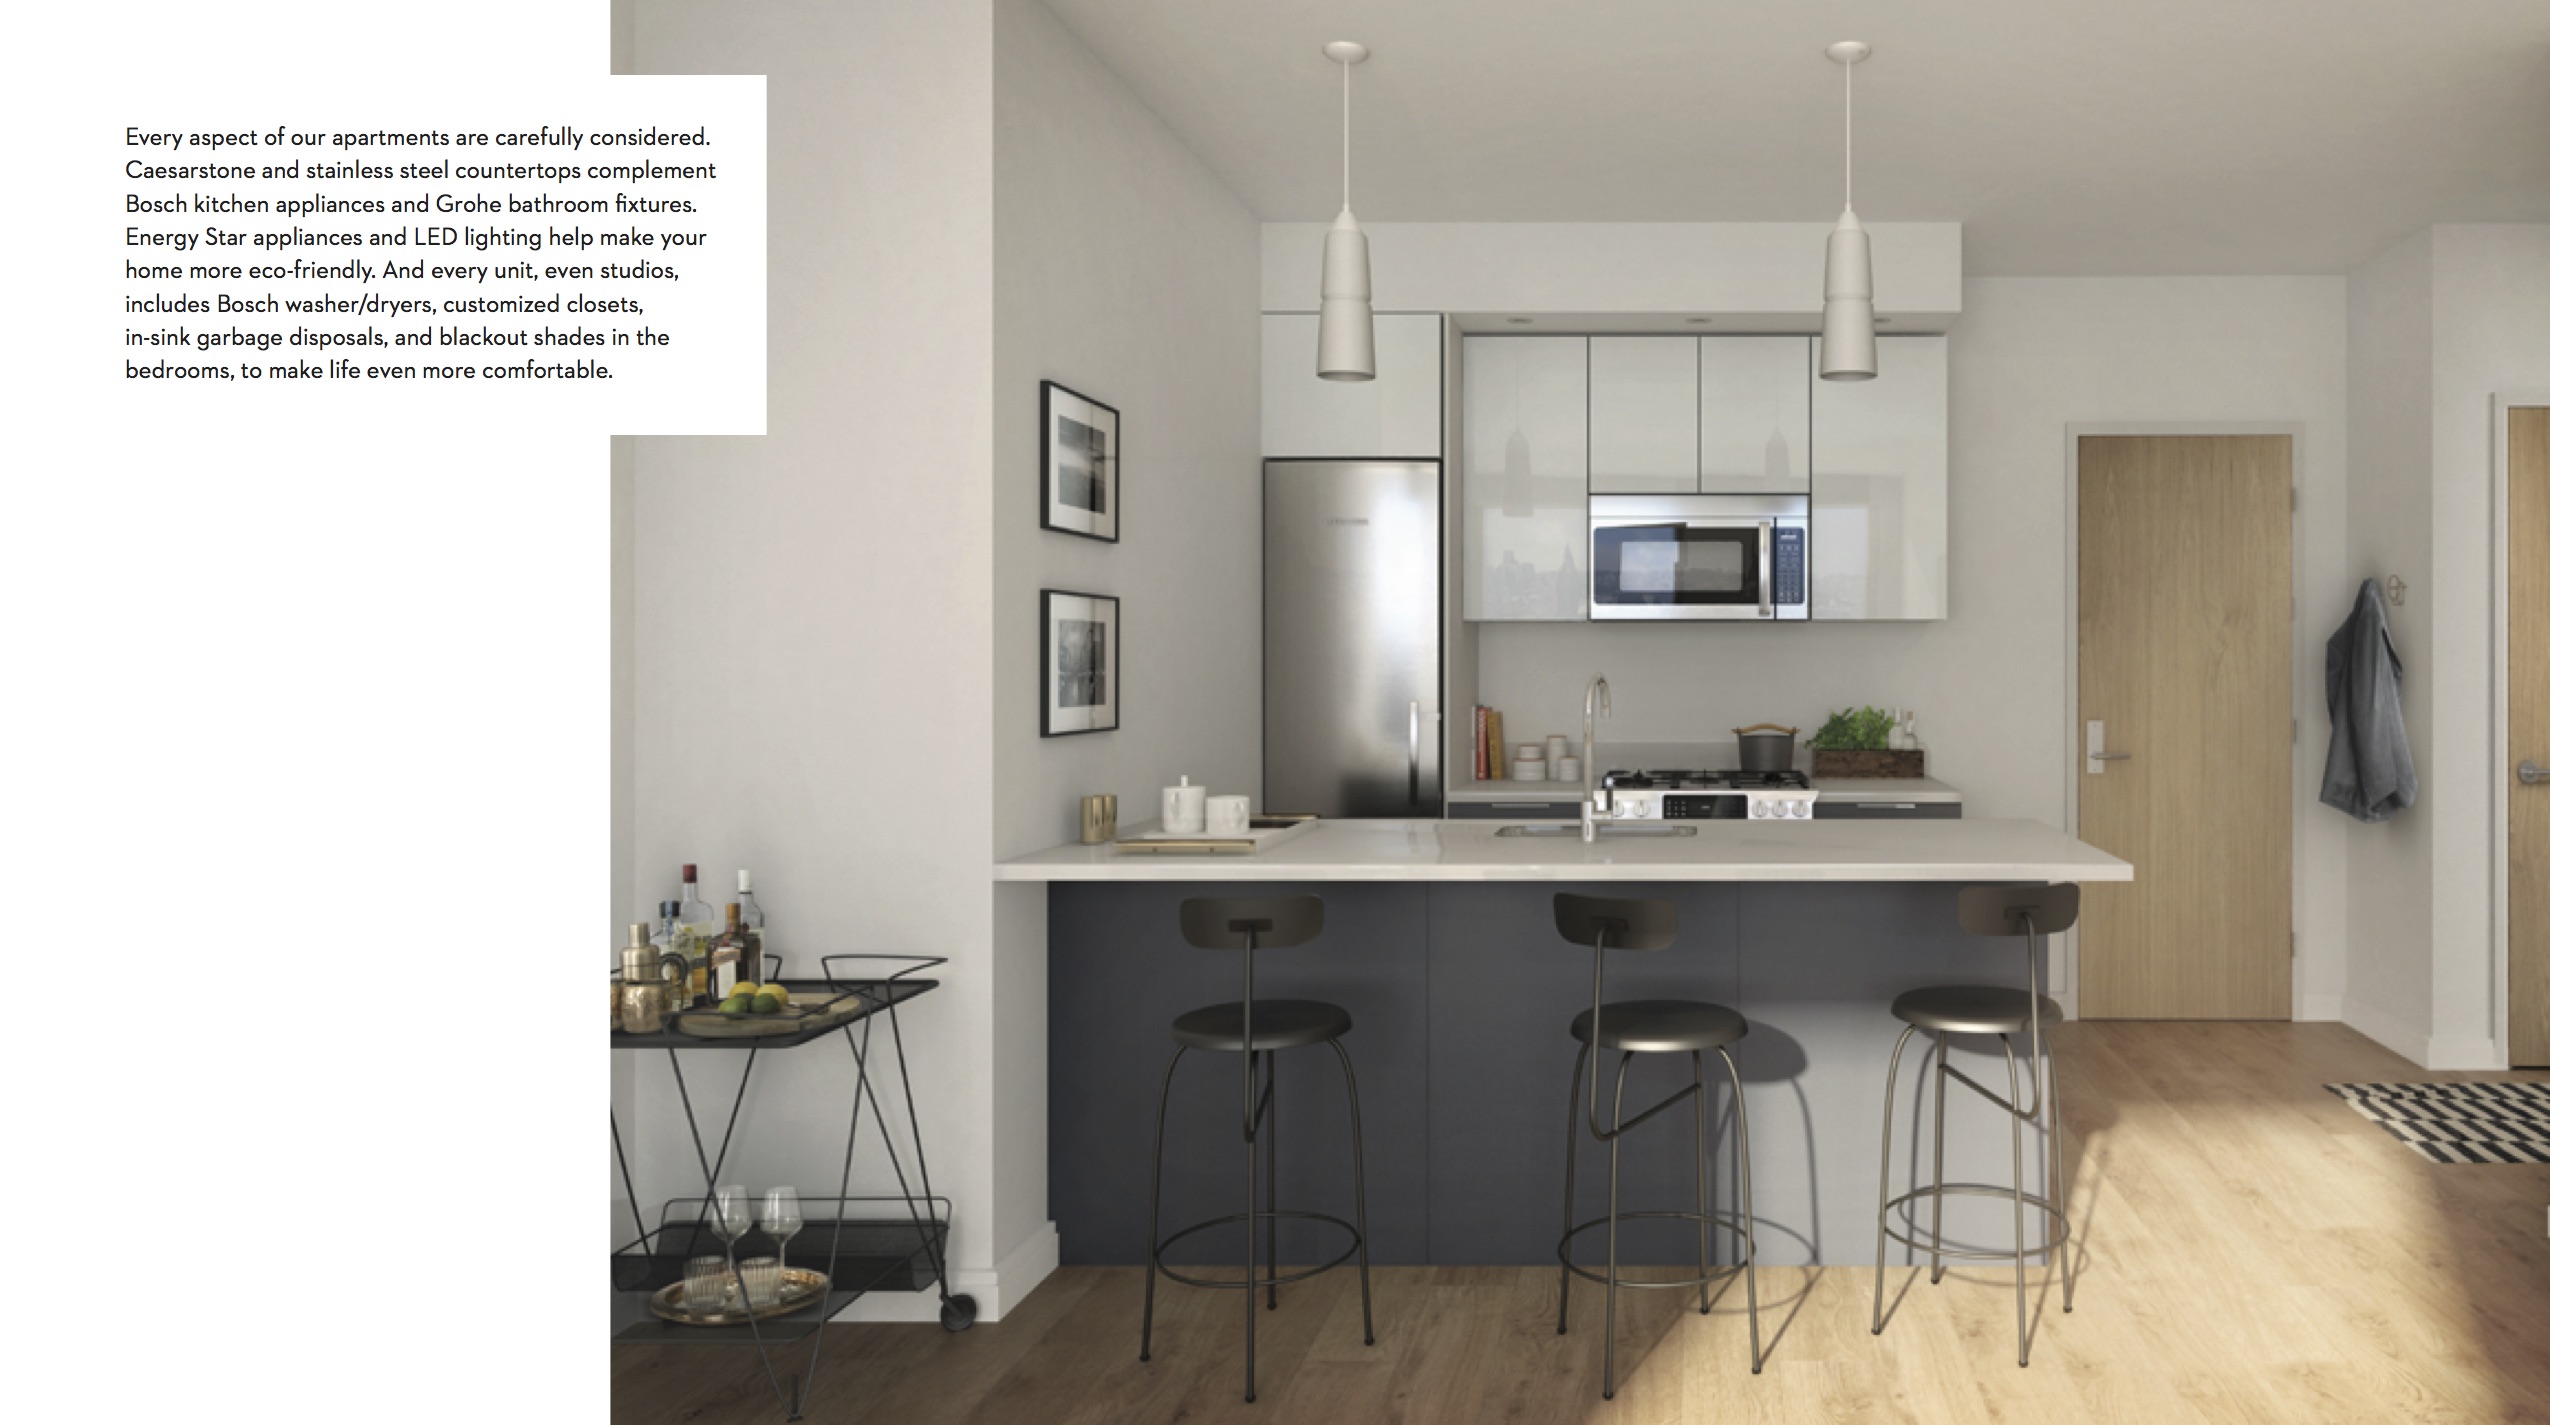 Every aspect of our apartments are carefully considered.
Caesarstone and stainless steel countertops complement
Bosch kitchen appliances and Grohe bathroom fixtures.
Energy Star appliances and LED lighting help make your
home more eco-friendly. And every unit, even studios,
includes Bosch washer/dryers, customized closets,
in-sink garbage disposals, and blackout shades in the
bedrooms, to make life even more comfortable.